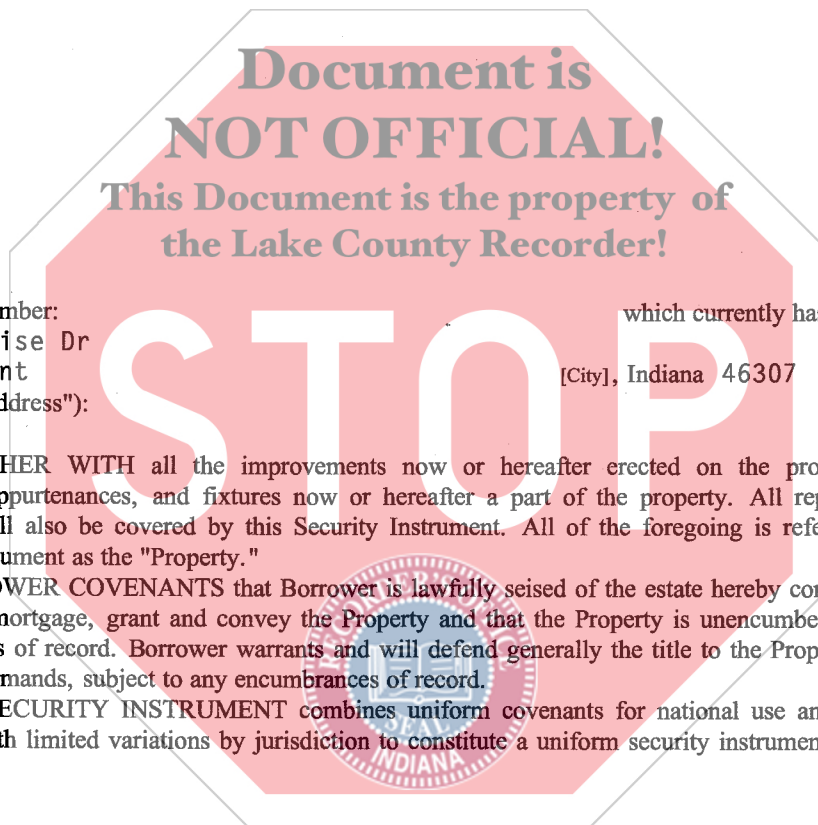 Document is
NOT OFFICIAL!
This Document is the property of
the Lake County Recorder!
STOP
mber: which currently ha
ise Dr
nt [City], Indiana 46307
ddress"):
HER WITH all the improvements now or hereafter erected on the pro
ppurtenances, and fixtures now or hereafter a part of the property. All rep
ll also be covered by this Security Instrument. All of the foregoing is refe
ument as the "Property."
OWER COVENANTS that Borrower is lawfully seised of the estate hereby con
mortgage, grant and convey the Property and that the Property is unencumbe
s of record. Borrower warrants and will defend generally the title to the Prop
mands, subject to any encumbrances of record.
ECURITY INSTRUMENT combines uniform covenants for national use an
th limited variations by jurisdiction to constitute a uniform security instrumen
RECORDER'S OFFICE
SEAL
INDIANA